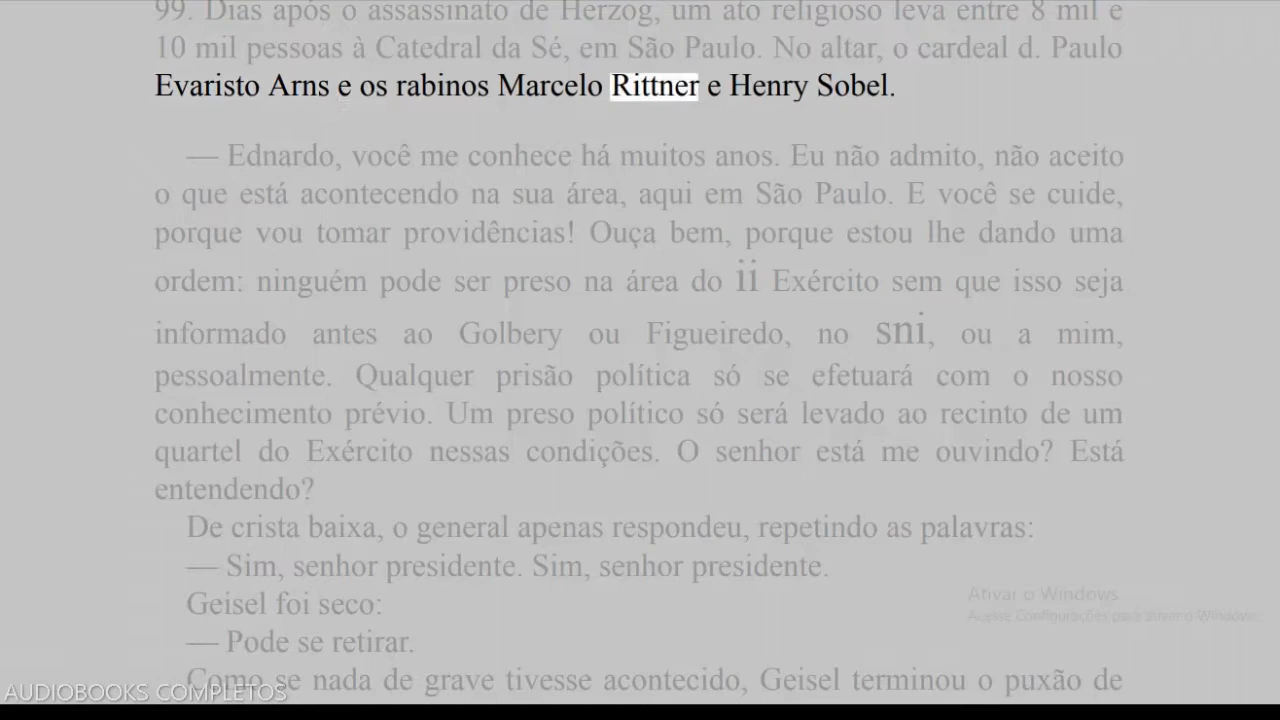 99. Dias após o assassinato de Herzog, um ato religioso leva entre 8 mil e
10 mil pessoas à Catedral da Sé, em São Paulo. No altar, o cardeal d. Paulo
Evaristo Arns e os rabinos Marcelo Rittner e Henry Sobel.
— Ednardo, você me conhece há muitos anos. Eu não admito, não aceito
o que está acontecendo na sua área, aqui em São Paulo. E você se cuide,
porque vou tomar providências! Ouça bem, porque estou lhe dando uma
ordem: ninguém pode ser preso na área do ii Exército sem que isso seja
informado antes ao Golbery ou Figueiredo, no sni, ou a mim,
pessoalmente. Qualquer prisão política só se efetuará com o nosso
conhecimento prévio. Um preso político só será levado ao recinto de um
quartel do Exército nessas condições. O senhor está me ouvindo? Está
entendendo?
De crista baixa, o general apenas respondeu, repetindo as palavras:
— Sim, senhor presidente. Sim, senhor presidente.
Geisel foi seco:
— Pode se retirar.
Como se nada de grave tivesse acontecido, Geisel terminou o puxão de
Ativar o Windows
Acesse Configurações para ativar o Windows.
AUDIOBOOKS COMPLETOS